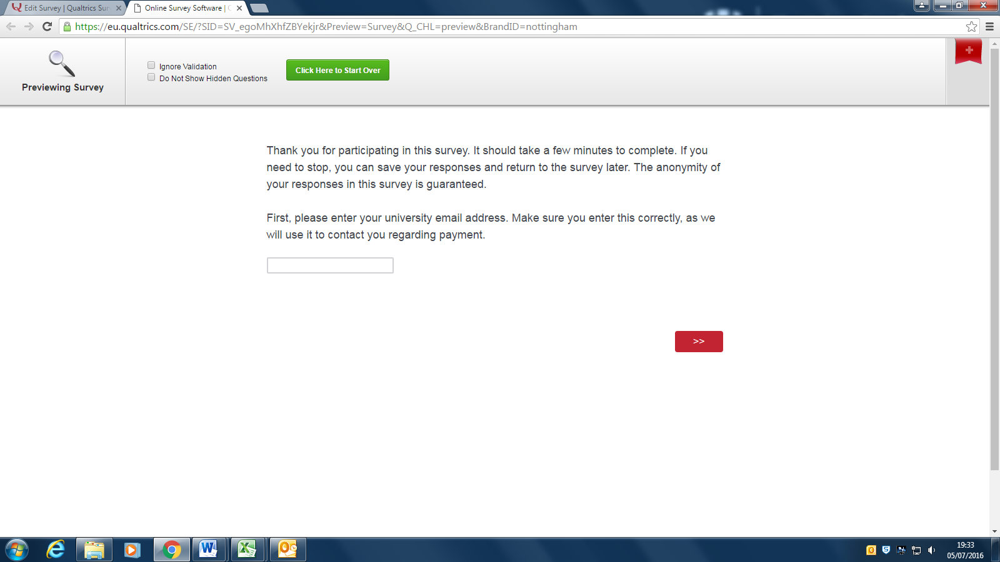 Edit Survey | Qualtrics Sur
Online Survey Software |
https://eu.qualtrics.com/SE/?SID=SV_egoMhXhfZBYekjr&Preview=Survey&Q_CHL=preview&BrandID=nottingham
Previewing Survey
Ignore Validation
Do Not Show Hidden Questions
Click Here to Start Over
Thank you for participating in this survey. It should take a few minutes to complete. If you
need to stop, you can save your responses and return to the survey later. The anonymity of
your responses in this survey is guaranteed.
First, please enter your university email address. Make sure you enter this correctly, as we
will use it to contact you regarding payment.
>>
19:33
05/07/2016